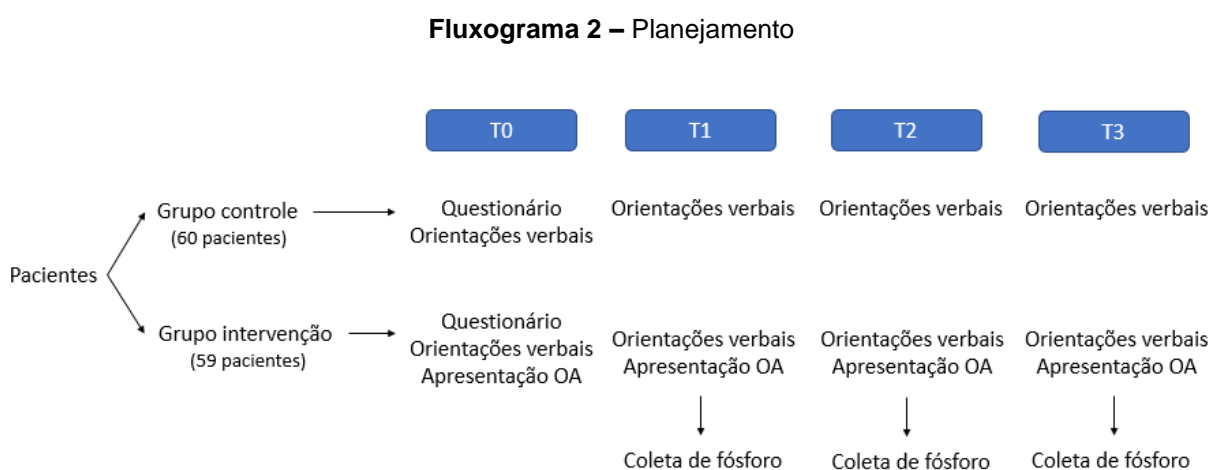 Fluxograma 2 – Planejamento
T0
T1
T2
T3
Pacientes
Grupo controle
(60 pacientes)
Questionário
Orientações verbais
Orientações verbais
Orientações verbais
Orientações verbais
Grupo intervenção
(59 pacientes)
Questionário
Orientações verbais
Apresentação OA
Orientações verbais
Apresentação OA
Coleta de fósforo
Orientações verbais
Apresentação OA
Coleta de fósforo
Orientações verbais
Apresentação OA
Coleta de fósforo